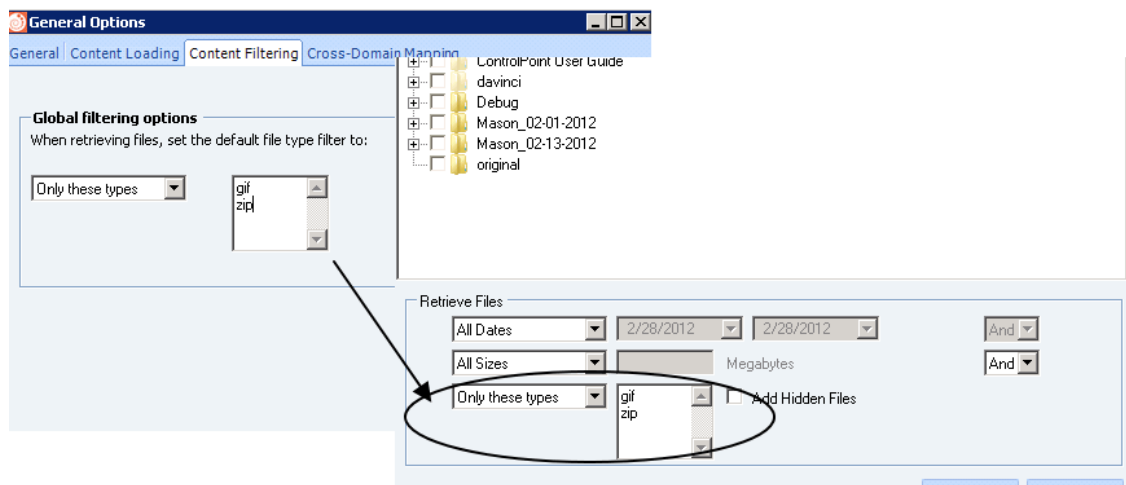 General Options
General Content Loading Content Filtering Cross-Domain Mapping
Global filtering options
When retrieving files, set the default file type filter to:
Only these types
gif
zip
ControlPoint User Guide
davinci
Debug
Mason_02-01-2012
Mason_02-13-2012
original
Retrieve Files
All Dates 2/28/2012 2/28/2012 And
All Sizes Megabytes And
Only these types gif Add Hidden Files
zip